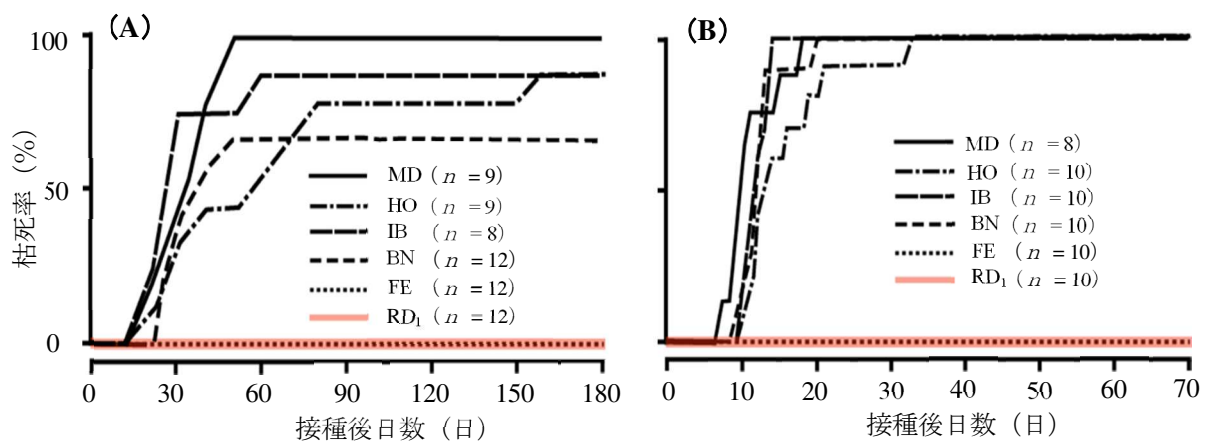 (A)
100
50
0
枯死率 (%)
MD (n =9)
HO (n =9)
IB (n =8)
BN (n =12)
FE (n =12)
RD₁ (n =12)
0 30 60 90 120 150 180
接種後日数 (日)
(B)
MD (n =8)
HO (n =10)
IB (n =10)
BN (n =10)
FE (n =10)
RD₁ (n =10)
0 10 20 30 40 50 60 70
接種後日数 (日)